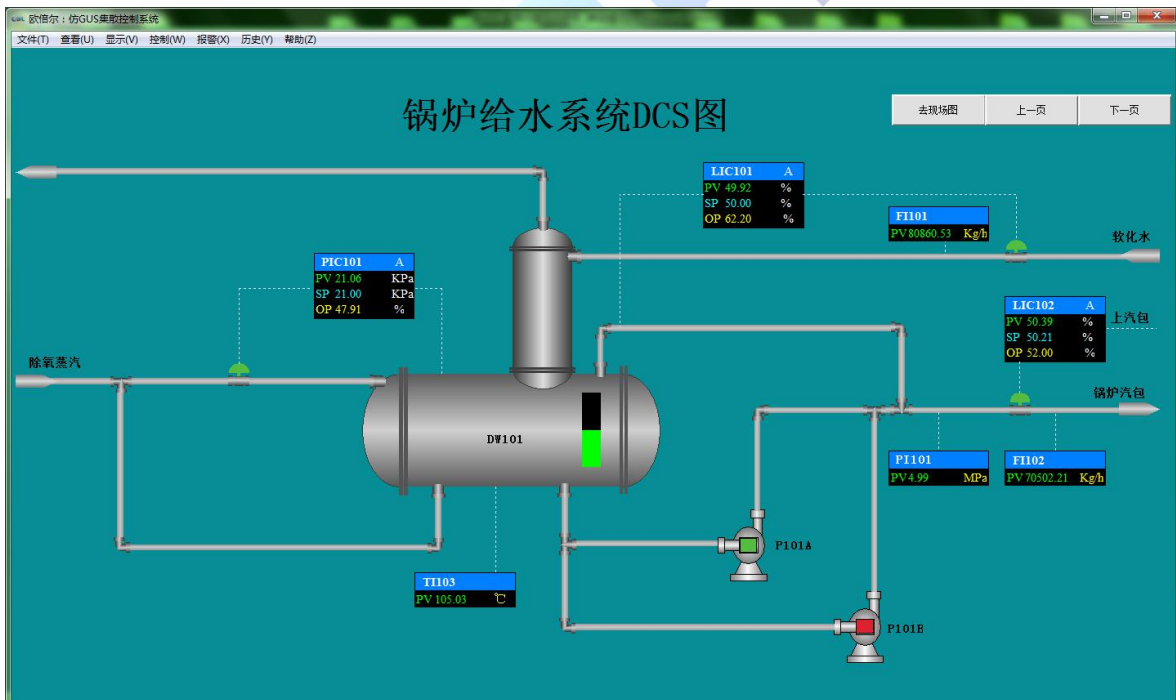 欧倍尔：仿GUS集散控制系统
文件(T) 查看(U) 显示(V) 控制(W) 报警(X) 历史(Y) 帮助(Z)
锅炉给水系统DCS图
去现场图 上一页 下一页
LIC101 A
PV 49.92 %
SP 50.00 %
OP 62.20 %
FI101
PV 80860.53 Kg/h
软化水
PIC101 A
PV 21.06 KPa
SP 21.00 KPa
OP 47.91 %
LIC102 A
PV 50.39 %
SP 50.21 %
OP 52.00 %
上汽包
除氧蒸汽
锅炉汽包
DW101
PI101
PV 4.99 MPa
FI102
PV 70502.21 Kg/h
P101A
TI103
PV 105.03 ℃
P101B